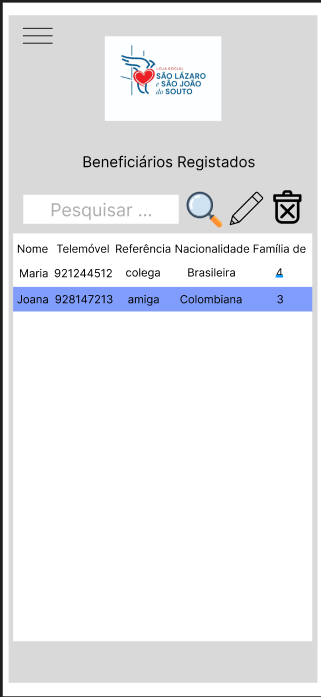 LOJA SOCIAL
SÃO LÁZARO
e SÃO JOÃO
do SOUTO
Beneficiários Registados
Pesquisar ...
Nome Telemóvel Referência Nacionalidade Família de
Maria 921244512 colega Brasileira 4
Joana 928147213 amiga Colombiana 3